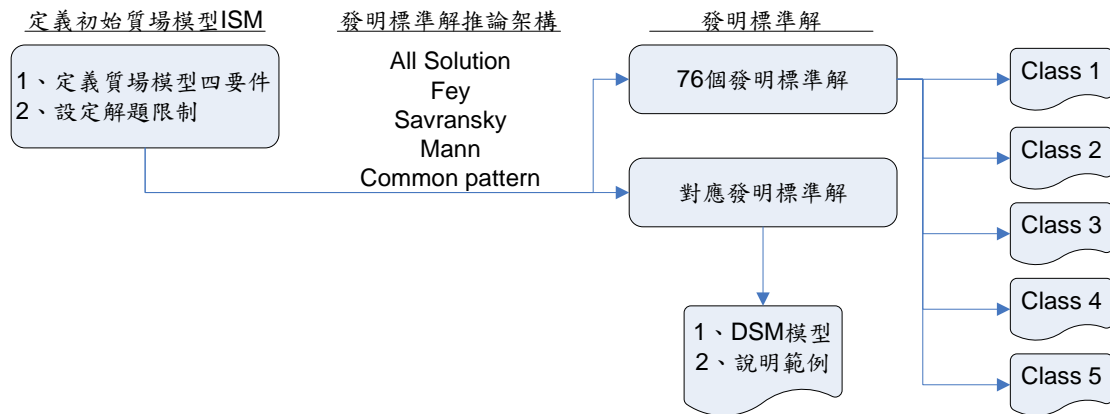 定義初始質場模型ISM
1、定義質場模型四要件
2、設定解題限制
發明標準解推論架構
All Solution
Fey
Savransky
Mann
Common pattern
發明標準解
76個發明標準解
對應發明標準解
1、DSM模型
2、說明範例
Class 1
Class 2
Class 3
Class 4
Class 5